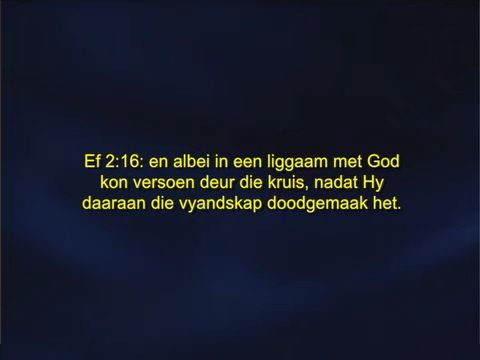 Ef 2:16: en albei in een liggaam met God
kon versoen deur die kruis, nadat Hy
daaraan die vyandskap doodgemaak het.